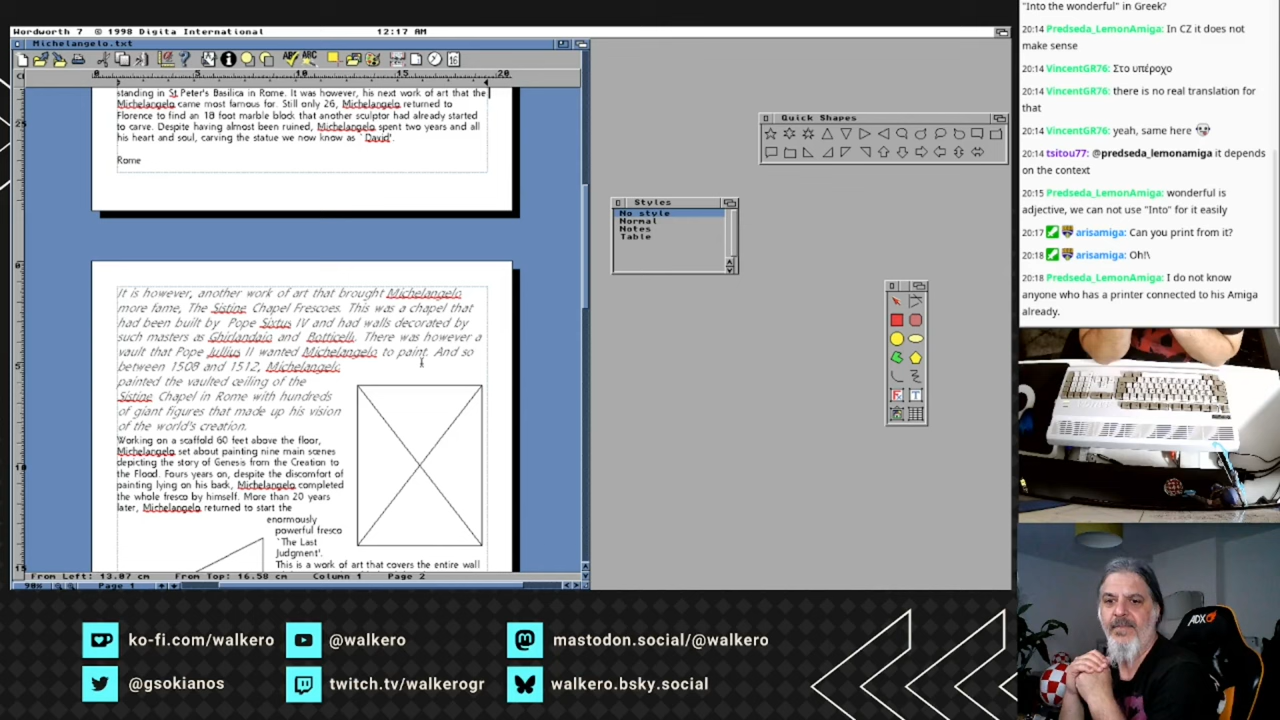 Wordworth 7 © 1998 Digita International
12:17 AM
Michelangelo.txt
0 5 10 15 20
standing in St Peter's Basilica in Rome. It was however, his next work of art that the
Michelangelo came most famous for. Still only 26, Michelangelo returned to
Florence to find an 18 foot marble block that another sculptor had already started
to carve. Despite having almost been ruined, Michelangelo spent two years and all
his heart and soul, carving the statue we now know as `David'.
Rome
It is however, another work of art that brought Michelangelo
more fame, The Sistine Chapel Frescoes. This was a chapel that
had been built by Pope Sixtus IV and had walls decorated by
such masters as Ghirlandaio and Botticelli. There was however a
vault that Pope Jullius II wanted Michelangelo to paint. And so
between 1508 and 1512, Michelangelo
painted the vaulted ceiling of the
Sistine Chapel in Rome with hundreds
of giant figures that made up his vision
of the world's creation.
Working on a scaffold 60 feet above the floor,
Michelangelo set about painting nine main scenes
depicting the story of Genesis from the Creation to
the Flood. Fours years on, despite the discomfort of
painting lying on his back, Michelangelo completed
the whole fresco by himself. More than 20 years
later, Michelangelo returned to start the
enormously
powerful fresco
`The Last
Judgment'.
This is a work of art that covers the entire wall
From Left: 13.07 cm From Top: 16.58 cm Column 1 Page 2
Page 1
Quick Shapes
Styles
No style
Normal
Notes
Table
"Into the wonderful" in Greek?
20:14 Predseda_LemonAmiga: In CZ it does not
make sense
20:14 VincentGR76: Στο υπέροχο
20:14 VincentGR76: there is no real translation for
that
20:14 VincentGR76: yeah, same here
20:14 tsitou77: @predseda_lemonamiga it depends
on the context
20:15 Predseda_LemonAmiga: wonderful is
adjective, we can not use "Into" for it easily
20:17 arisamiga: Can you print from it?
20:18 arisamiga: Oh!\
20:18 Predseda_LemonAmiga: I do not know
anyone who has a printer connected to his Amiga
already.
ADX
ko-fi.com/walkero
@walkero
mastodon.social/@walkero
@gsokianos
twitch.tv/walkerogr
walkero.bsky.social